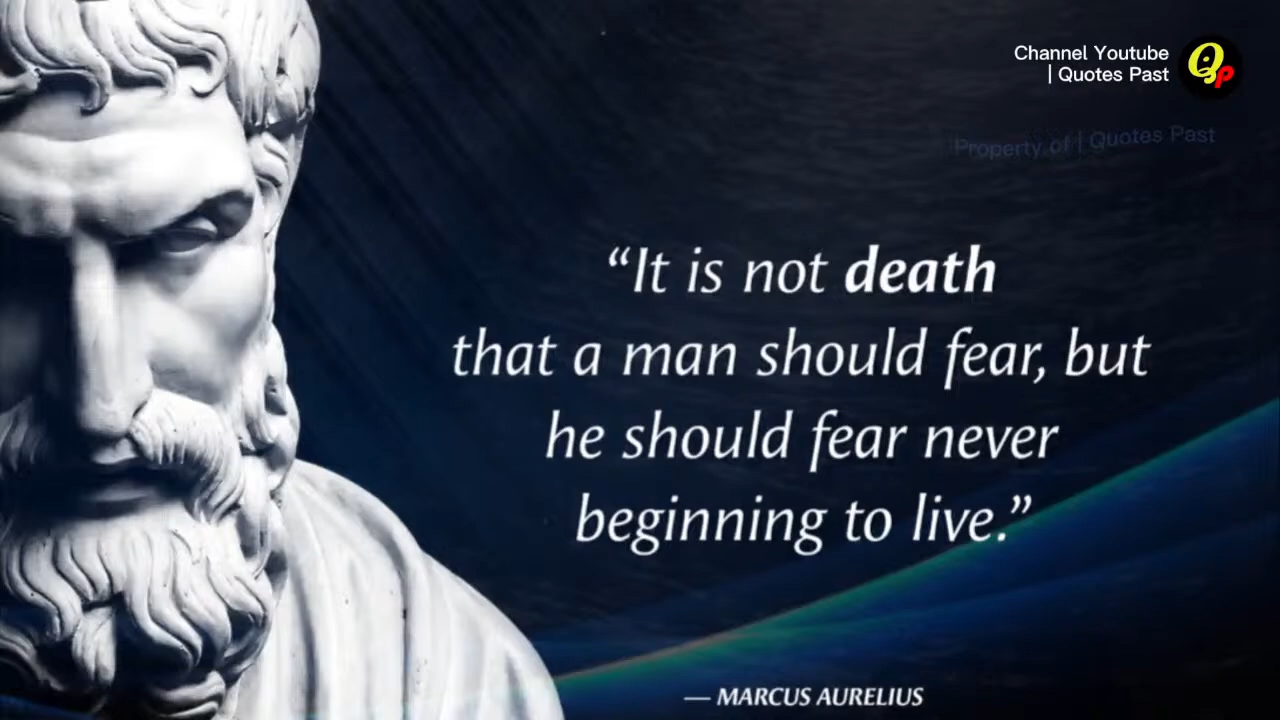 Channel Youtube
| Quotes Past
Property of | Quotes Past
“It is not death
that a man should fear, but
he should fear never
beginning to live.”
— MARCUS AURELIUS